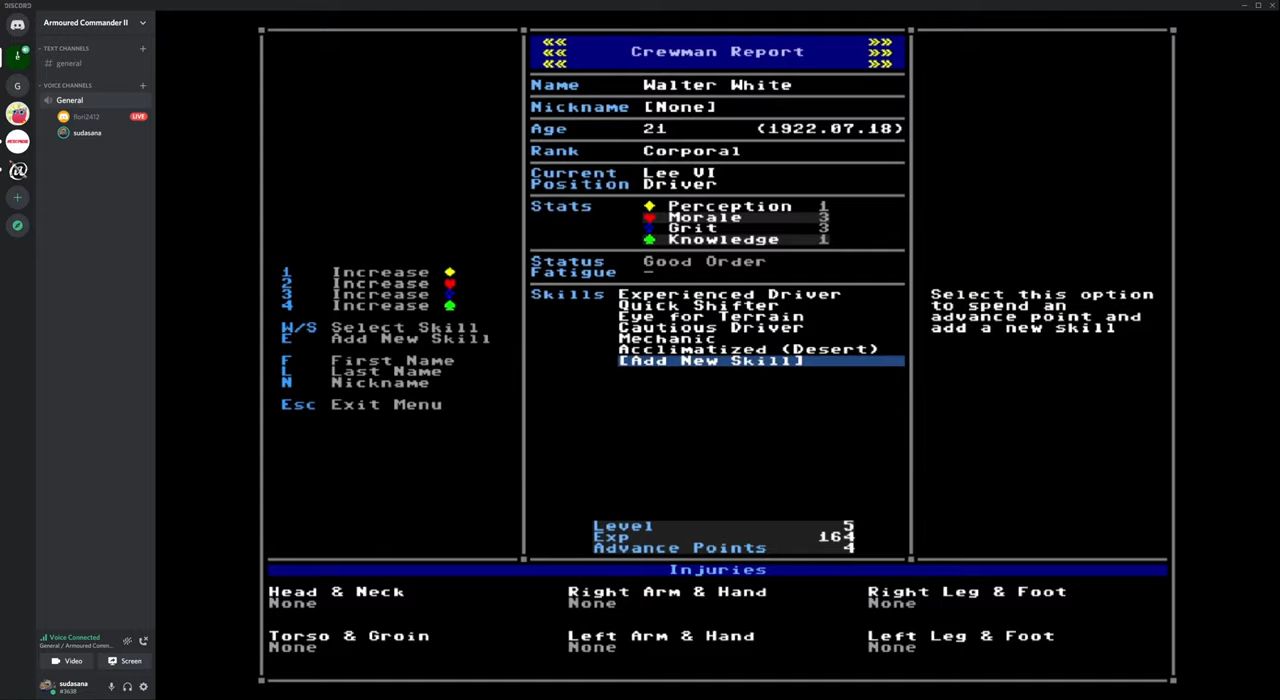 DISCORD
Armoured Commander II
TEXT CHANNELS
# general
VOICE CHANNELS
General
flori2412 LIVE
sudasana
G
Voice Connected
General / Armoured Comm...
Video
Screen
sudasana
#3638
<< Crewman Report >>
<< >>
<< >>
Name Walter White
Nickname [None]
Age 21 (1922.07.18)
Rank Corporal
Current Lee VI
Position Driver
Stats Perception 1
Morale 3
Grit 3
Knowledge 1
Status Good Order
Fatigue –
Skills Experienced Driver
Quick Shifter
Eye for Terrain
Cautious Driver
Mechanic
Acclimatized (Desert)
[Add New Skill]
1 Increase
2 Increase
3 Increase
4 Increase
W/S Select Skill
E Add New Skill
F First Name
L Last Name
N Nickname
Esc Exit Menu
Select this option
to spend an
advance point and
add a new skill
Level 5
Exp 164
Advance Points 4
Injuries
Head & Neck
None
Right Arm & Hand
None
Right Leg & Foot
None
Torso & Groin
None
Left Arm & Hand
None
Left Leg & Foot
None